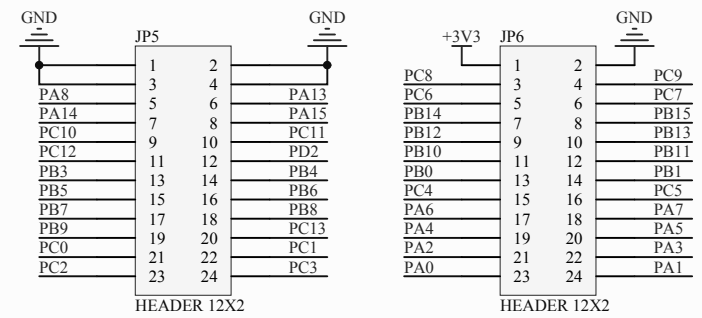 GND GND
JP5
1 2
3 4
PA8 5 6 PA13
PA14 7 8 PA15
PC10 9 10 PC11
PC12 11 12 PD2
PB3 13 14 PB4
PB5 15 16 PB6
PB7 17 18 PB8
PB9 19 20 PC13
PC0 21 22 PC1
PC2 23 24 PC3
HEADER 12X2
GND
+3V3 JP6
1 2
PC8 3 4 PC9
PC6 5 6 PC7
PB14 7 8 PB15
PB12 9 10 PB13
PB10 11 12 PB11
PB0 13 14 PB1
PC4 15 16 PC5
PA6 17 18 PA7
PA4 19 20 PA5
PA2 21 22 PA3
PA0 23 24 PA1
HEADER 12X2